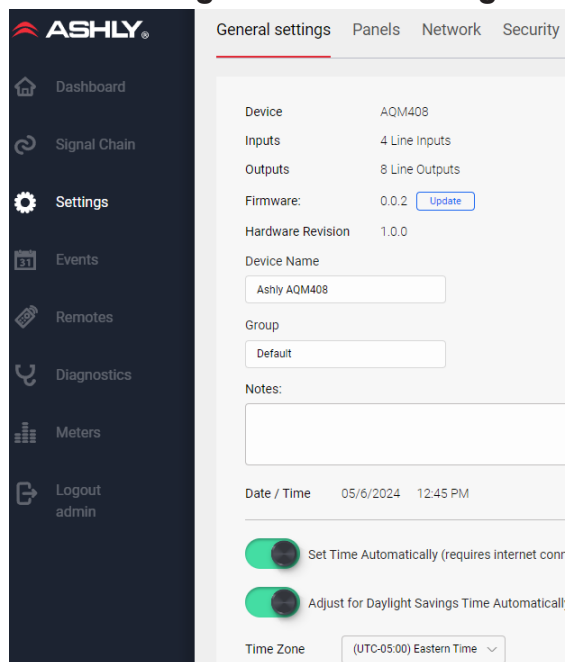 ASHLY®
General settings Panels Network Security
Dashboard
Signal Chain
Settings
31
Events
Remotes
Diagnostics
Meters
Logout
admin
Device AQM408
Inputs 4 Line Inputs
Outputs 8 Line Outputs
Firmware: 0.0.2 Update
Hardware Revision 1.0.0
Device Name
Ashly AQM408
Group
Default
Notes:
Date / Time 05/6/2024 12:45 PM
Set Time Automatically (requires internet conn
Adjust for Daylight Savings Time Automatically
Time Zone (UTC-05:00) Eastern Time